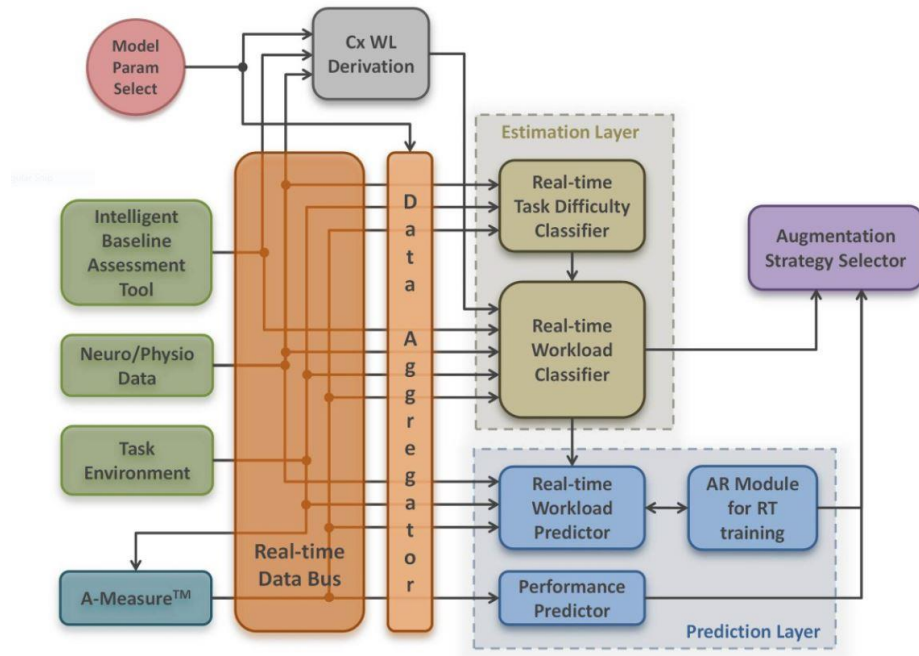 Model
Param
Select
Cx WL
Derivation
Estimation Layer
Real-time
Task Difficulty
Classifier
Intelligent
Baseline
Assessment
Tool
Augmentation
Strategy Selector
Real-time
Workload
Classifier
Neuro/Physio
Data
Task
Environment
Data Aggregator
Real-time
Data Bus
A-Measure™
Real-time
Workload
Predictor
AR Module
for RT
training
Performance
Predictor
Prediction Layer